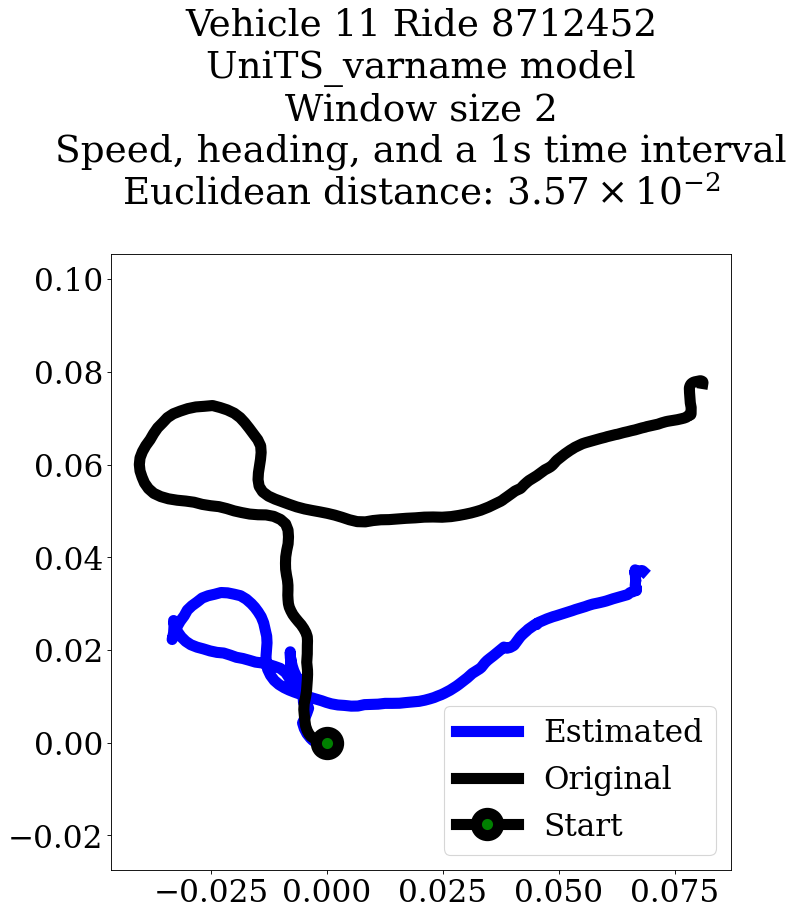 Vehicle 11 Ride 8712452
UniTS_varname model
Window size 2
Speed, heading, and a 1s time interval
Euclidean distance: 3.57 × 10⁻²
0.10
0.08
0.06
0.04
0.02
0.00
−0.02
Estimated
Original
Start
−0.025 0.000 0.025 0.050 0.075